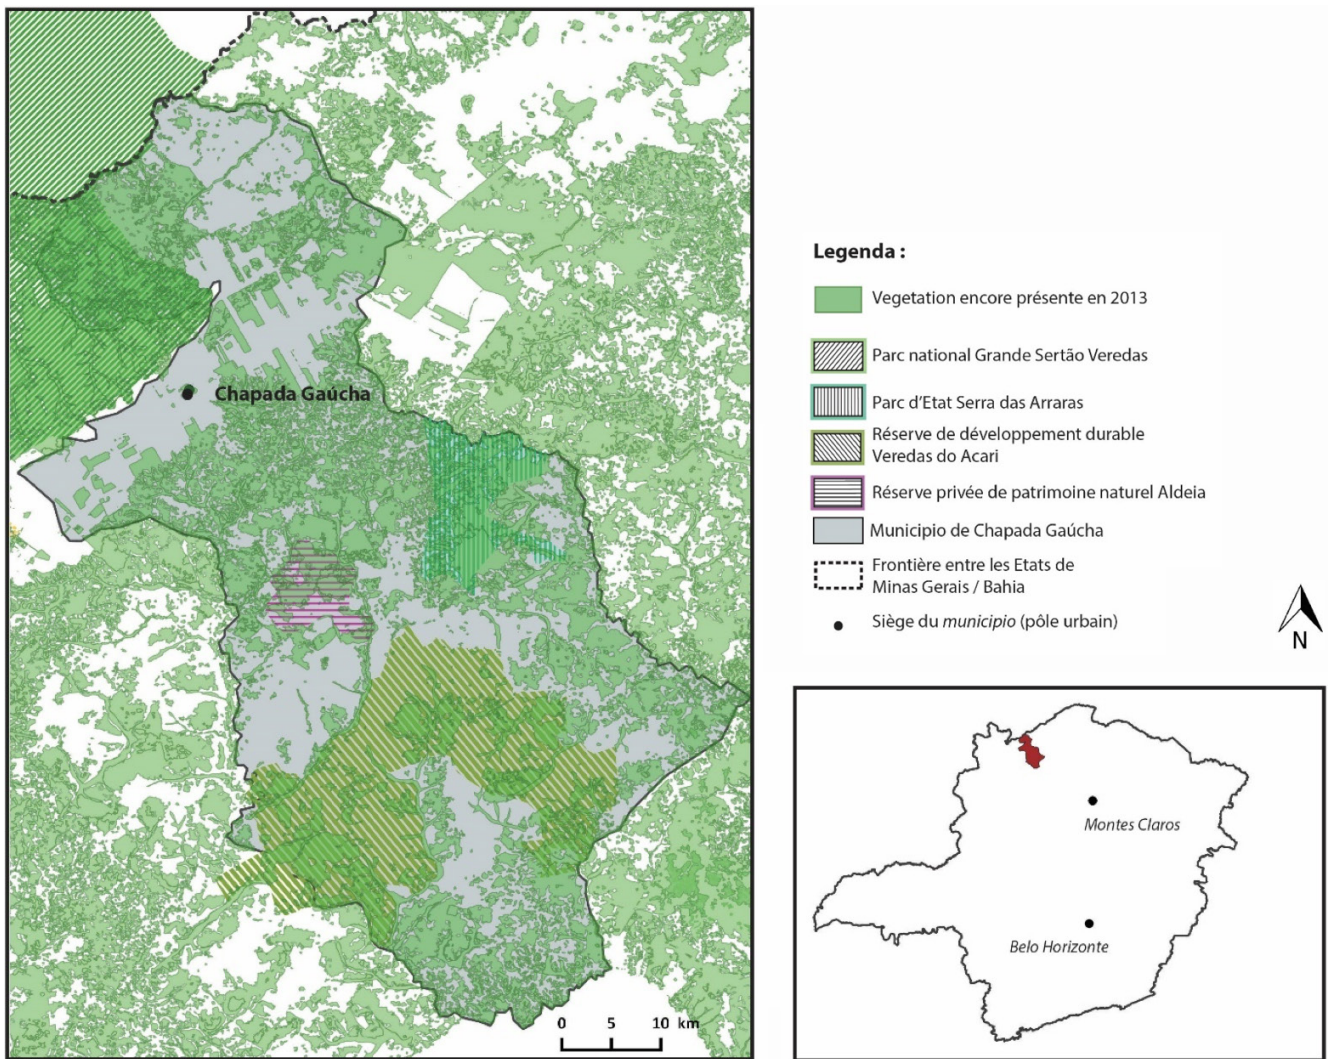 Chapada Gaúcha
0 5 10 km
Legenda :
Vegetation encore présente en 2013
Parc national Grande Sertão Veredas
Parc d'Etat Serra das Arraras
Réserve de développement durable
Veredas do Acari
Réserve privée de patrimoine naturel Aldeia
Municipio de Chapada Gaúcha
Frontière entre les Etats de
Minas Gerais / Bahia
Siège du municipio (pôle urbain)
N
Montes Claros
Belo Horizonte